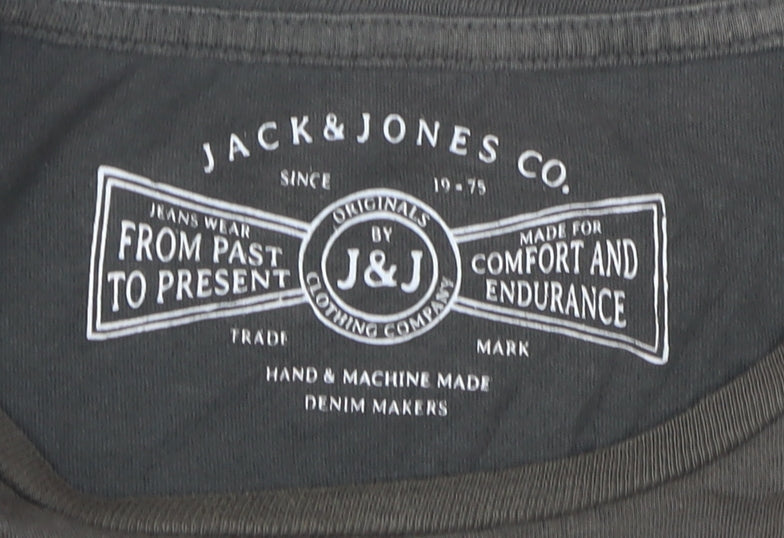 JACK&JONES CO.
SINCE 19-75
JEANS WEAR
FROM PAST
TO PRESENT
ORIGINALS
BY
J&J
CLOTHING COMPANY
MADE FOR
COMFORT AND
ENDURANCE
TRADE MARK
HAND & MACHINE MADE
DENIM MAKERS